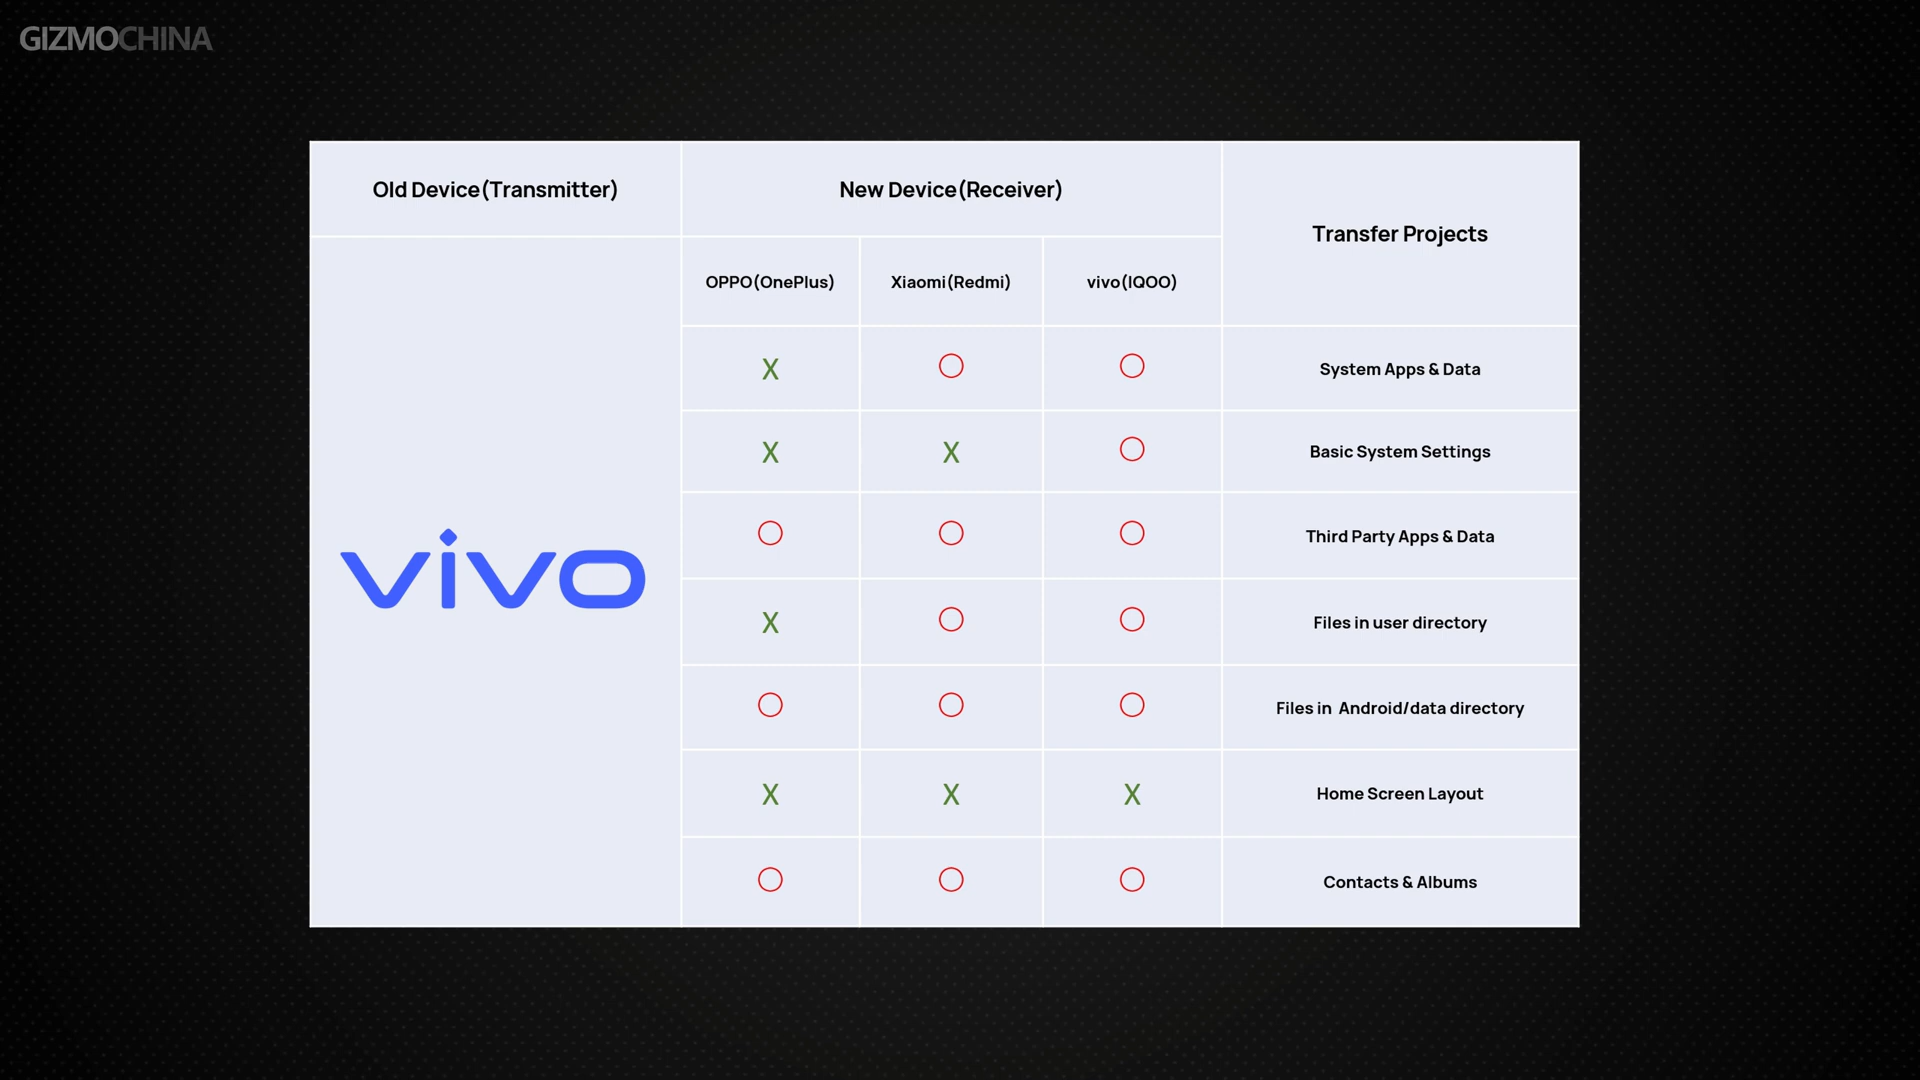 GIZMOCHINA
Old Device(Transmitter)
New Device(Receiver)
Transfer Projects
OPPO(OnePlus)
Xiaomi(Redmi)
vivo(IQOO)
vivo
X
System Apps & Data
X
X
Basic System Settings
Third Party Apps & Data
X
Files in user directory
Files in Android/data directory
X
X
X
Home Screen Layout
Contacts & Albums